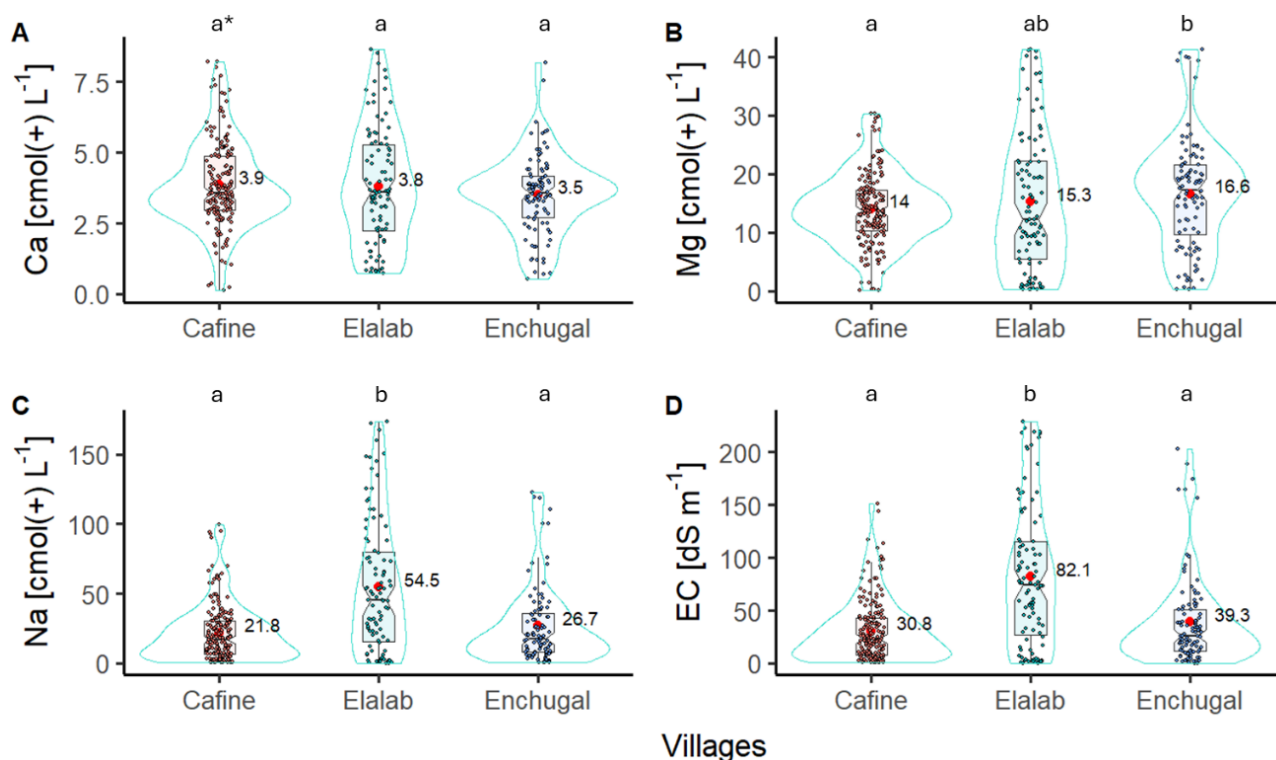 A
a* a a
Ca [cmol(+) L⁻¹]
7.5
5.0
2.5
0.0
3.9
3.8
3.5
Cafine Elalab Enchugal
B
a ab b
Mg [cmol(+) L⁻¹]
40
30
20
10
0
14
15.3
16.6
Cafine Elalab Enchugal
C
a b a
Na [cmol(+) L⁻¹]
150
100
50
0
21.8
54.5
26.7
Cafine Elalab Enchugal
D
a b a
EC [dS m⁻¹]
200
150
100
50
0
30.8
82.1
39.3
Cafine Elalab Enchugal
Villages